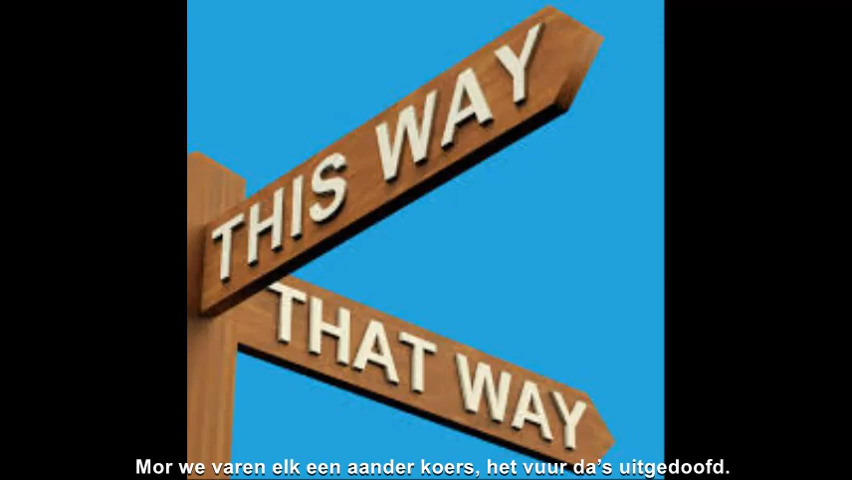 THIS WAY
THAT WAY
Mor we varen elk een aander koers, het vuur da's uitgedoofd.